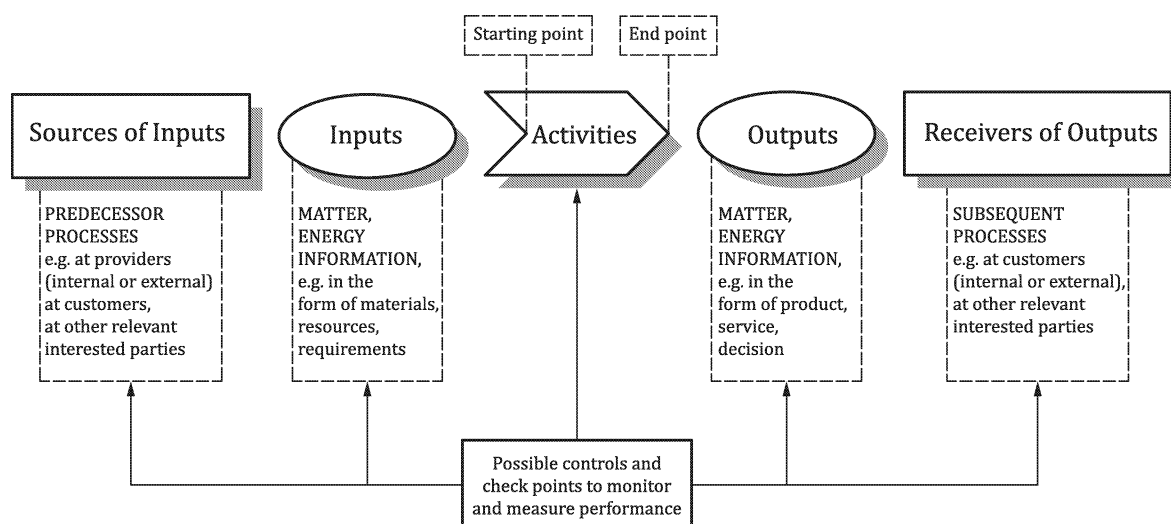 Starting point
End point
Sources of Inputs
Inputs
Activities
Outputs
Receivers of Outputs
PREDECESSOR
PROCESSES
e.g. at providers
(internal or external)
at customers,
at other relevant
interested parties
MATTER,
ENERGY
INFORMATION,
e.g. in the
form of materials,
resources,
requirements
MATTER,
ENERGY
INFORMATION,
e.g. in the
form of product,
service,
decision
SUBSEQUENT
PROCESSES
e.g. at customers
(internal or external),
at other relevant
interested parties
Possible controls and
check points to monitor
and measure performance